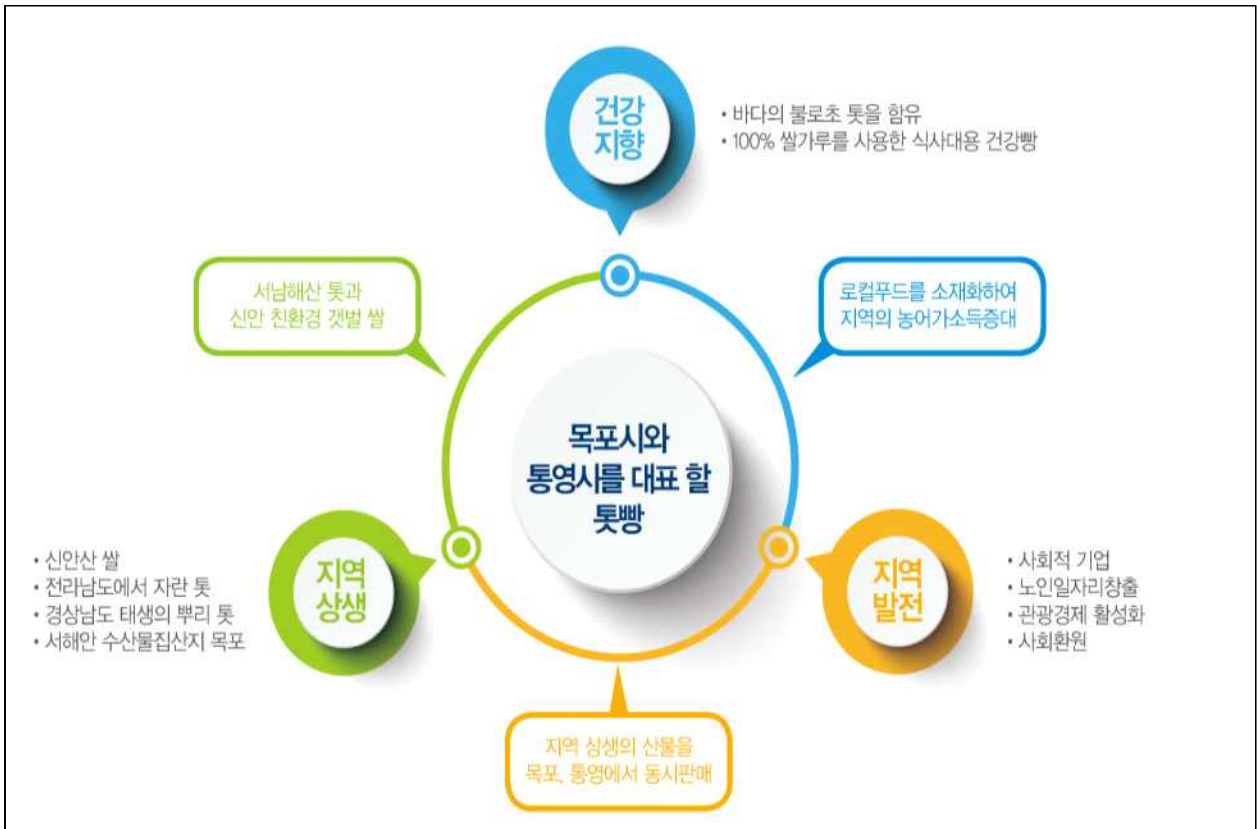 건강
지향
• 바다의 불로초 톳을 함유
• 100% 쌀가루를 사용한 식사대용 건강빵
서남해산 톳과
신안 친환경 갯벌 쌀
로컬푸드를 소재화하여
지역의 농어가소득증대
목포시와
통영시를 대표 할
톳빵
지역
상생
• 신안산 쌀
• 전라남도에서 자란 톳
• 경상남도 태생의 뿌리 톳
• 서해안 수산물집산지 목포
지역
발전
• 사회적 기업
• 노인일자리창출
• 관광경제 활성화
• 사회환원
지역 상생의 산물을
목포, 통영에서 동시판매